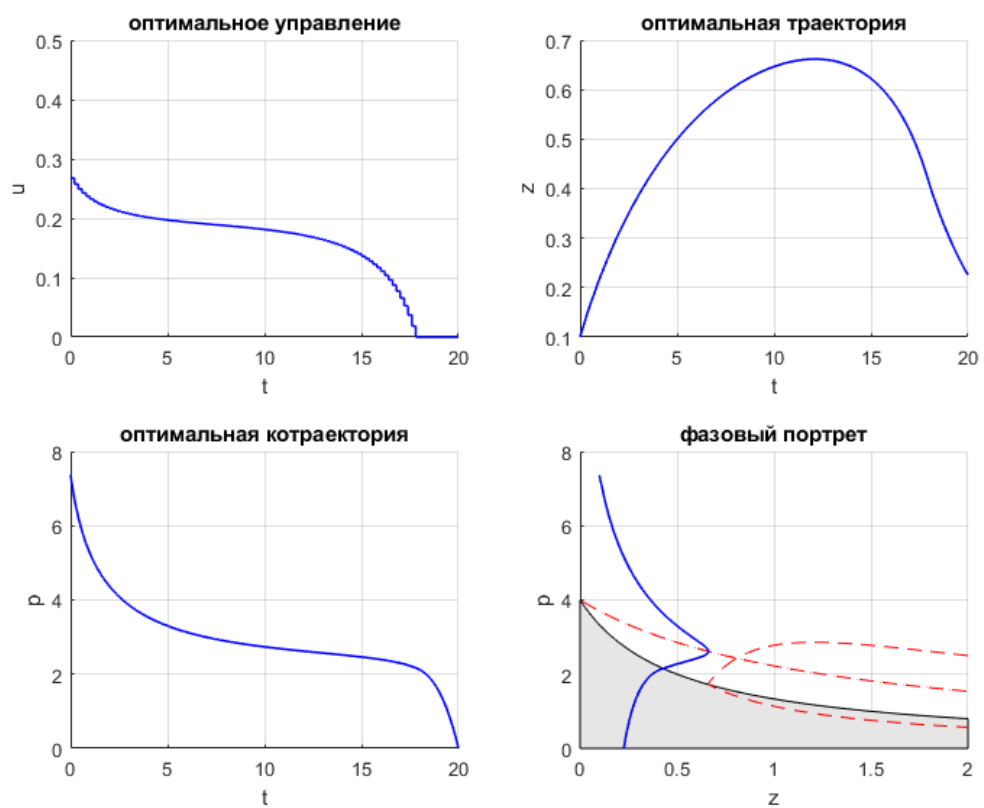 оптимальное управление
0.5
0.4
0.3
0.2
0.1
0
u
0 5 10 15 20
t
оптимальная траектория
0.7
0.6
0.5
0.4
0.3
0.2
0.1
z
0 5 10 15 20
t
оптимальная котраектория
8
6
4
2
0
p
0 5 10 15 20
t
фазовый портрет
8
6
4
2
0
p
0 0.5 1 1.5 2
z